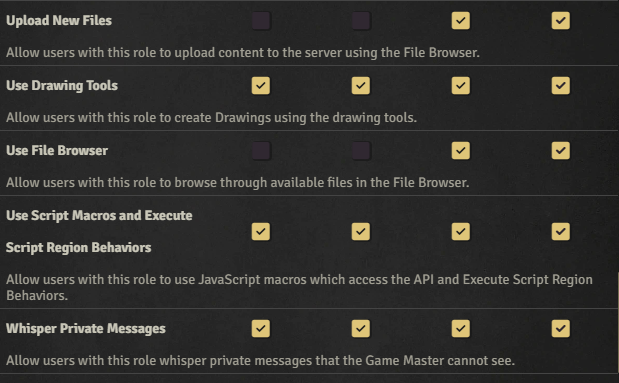 Upload New Files
Allow users with this role to upload content to the server using the File Browser.
Use Drawing Tools
Allow users with this role to create Drawings using the drawing tools.
Use File Browser
Allow users with this role to browse through available files in the File Browser.
Use Script Macros and Execute
Script Region Behaviors
Allow users with this role to use JavaScript macros which access the API and Execute Script Region
Behaviors.
Whisper Private Messages
Allow users with this role whisper private messages that the Game Master cannot see.